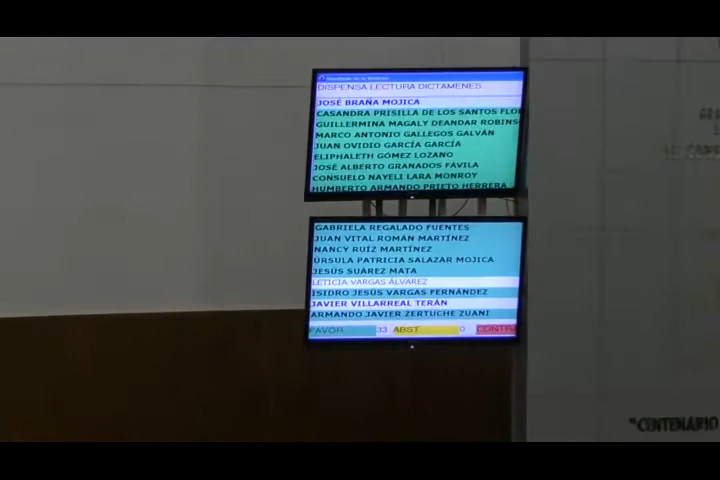 DISPENSA LECTURA DICTAMENES
JOSÉ BRAÑA MOJICA
CASANDRA PRISILLA DE LOS SANTOS FLOR
GUILLERMINA MAGALY DEANDAR ROBINS
MARCO ANTONIO GALLEGOS GALVÁN
JUAN OVIDIO GARCÍA GARCÍA
ELIPHALETH GÓMEZ LOZANO
JOSÉ ALBERTO GRANADOS FÁVILA
CONSUELO NAYELI LARA MONROY
HUMBERTO ARMANDO PRIETO HERRERA
GABRIELA REGALADO FUENTES
JUAN VITAL ROMÁN MARTÍNEZ
NANCY RUÍZ MARTÍNEZ
ÚRSULA PATRICIA SALAZAR MOJICA
JESÚS SUÁREZ MATA
LETICIA VARGAS ÁLVAREZ
ISIDRO JESÚS VARGAS FERNÁNDEZ
JAVIER VILLARREAL TERÁN
ARMANDO JAVIER ZERTUCHE ZUANI
FAVOR 33 ABST 0 CONTRA
"CENTENARIO